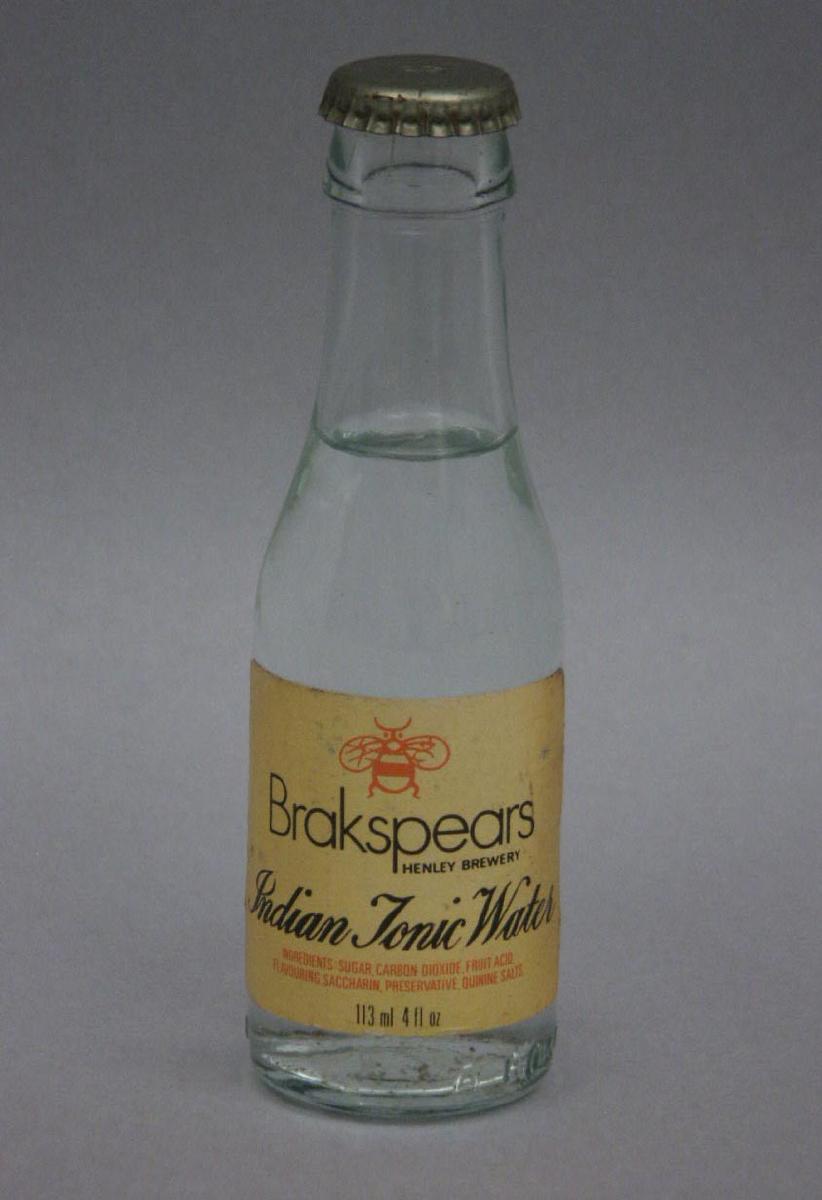 Brakspears
HENLEY BREWERY
Indian Tonic Water
INGREDIENTS: SUGAR, CARBON DIOXIDE, FRUIT ACID,
FLAVOURING, SACCHARIN, PRESERVATIVE, QUININE SALTS.
113 ml 4 fl oz